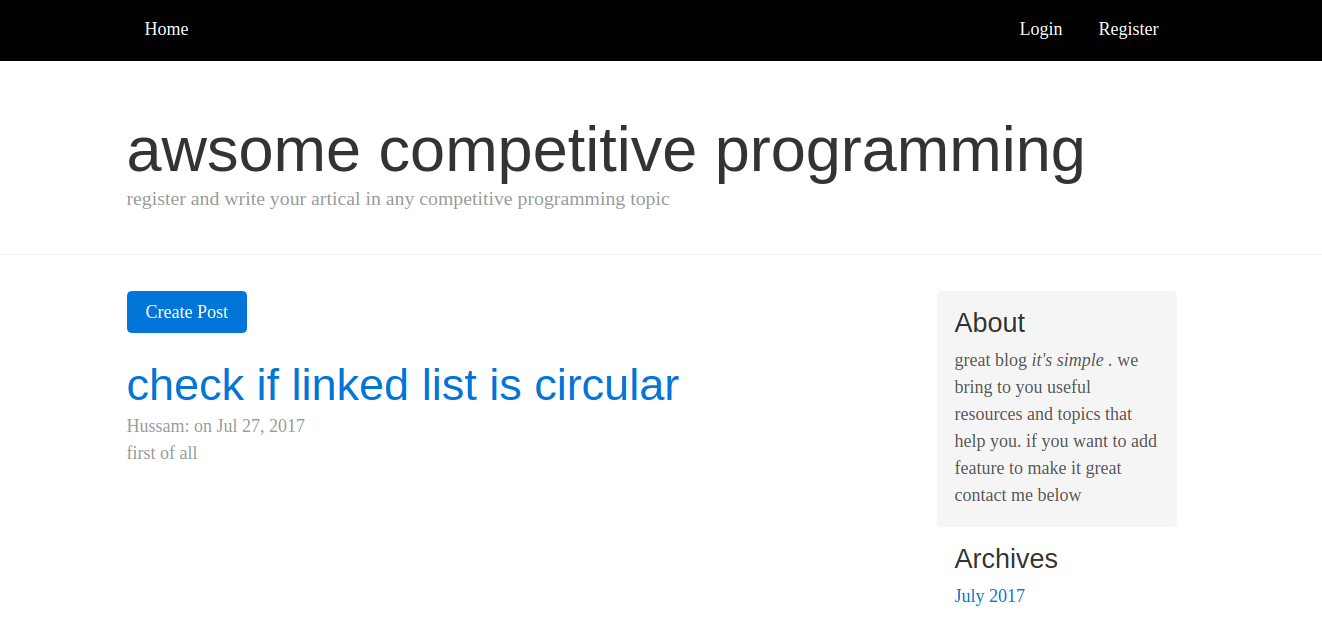 Home
Login
Register
awsome competitive programming
register and write your artical in any competitive programming topic
Create Post
check if linked list is circular
Hussam: on Jul 27, 2017
first of all
About
great blog it's simple . we
bring to you useful
resources and topics that
help you. if you want to add
feature to make it great
contact me below
Archives
July 2017